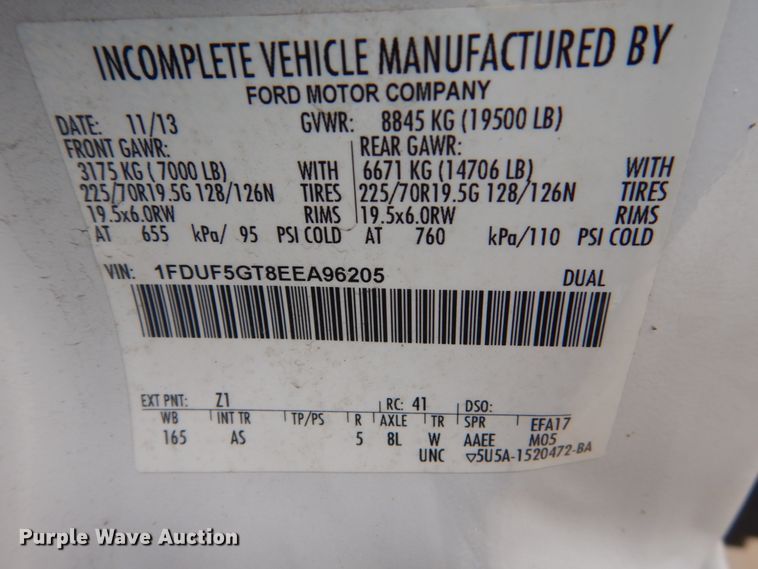 INCOMPLETE VEHICLE MANUFACTURED BY
FORD MOTOR COMPANY
DATE: 11/13 GVWR: 8845 KG (19500 LB)
FRONT GAWR: REAR GAWR:
3175 KG (7000 LB) WITH 6671 KG (14706 LB) WITH
225/70R19.5G 128/126N TIRES 225/70R19.5G 128/126N TIRES
19.5x6.0RW RIMS 19.5x6.0RW RIMS
AT 655 kPa/ 95 PSI COLD AT 760 kPa/110 PSI COLD
VIN: 1FDUF5GT8EEA96205 DUAL
EXT PNT: Z1 RC: 41 DSO:
WB INT TR TP/PS R AXLE TR SPR EFA17
165 AS 5 8L W AAEE M05
UNC ▽5U5A-1520472-BA
Purple Wave Auction